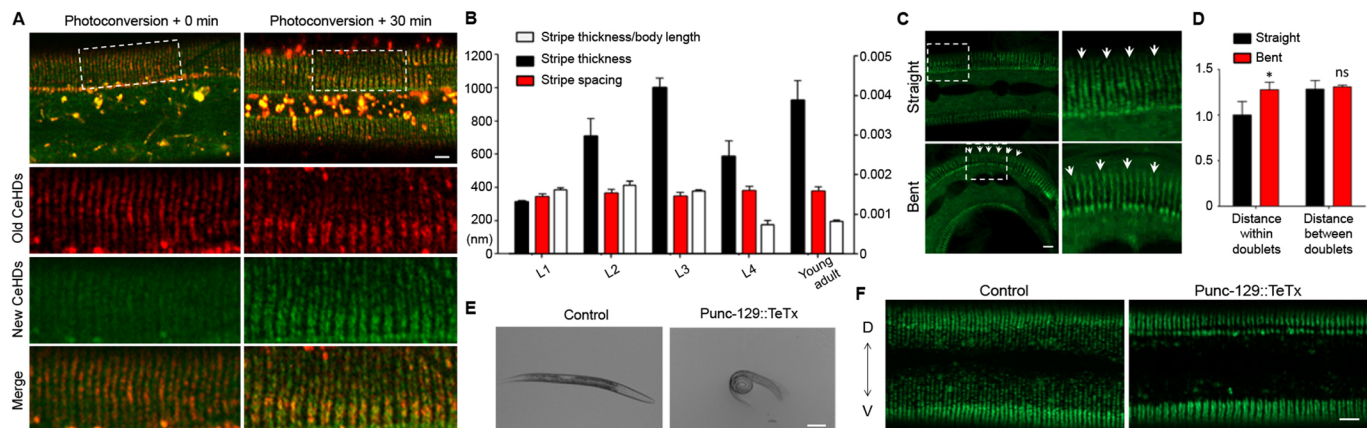 A
Photoconversion + 0 min
Photoconversion + 30 min
Old CeHDs
New CeHDs
Merge
B
Stripe thickness/body length
Stripe thickness
Stripe spacing
1200
1000
800
600
400
200
(nm)
0
0.005
0.004
0.003
0.002
0.001
0
L1
L2
L3
L4
Young
adult
C
Straight
Bent
D
Straight
Bent
1.5
1.0
0.5
0
*
ns
Distance
within
doublets
Distance
between
doublets
E
Control
Punc-129::TeTx
F
Control
Punc-129::TeTx
D
V